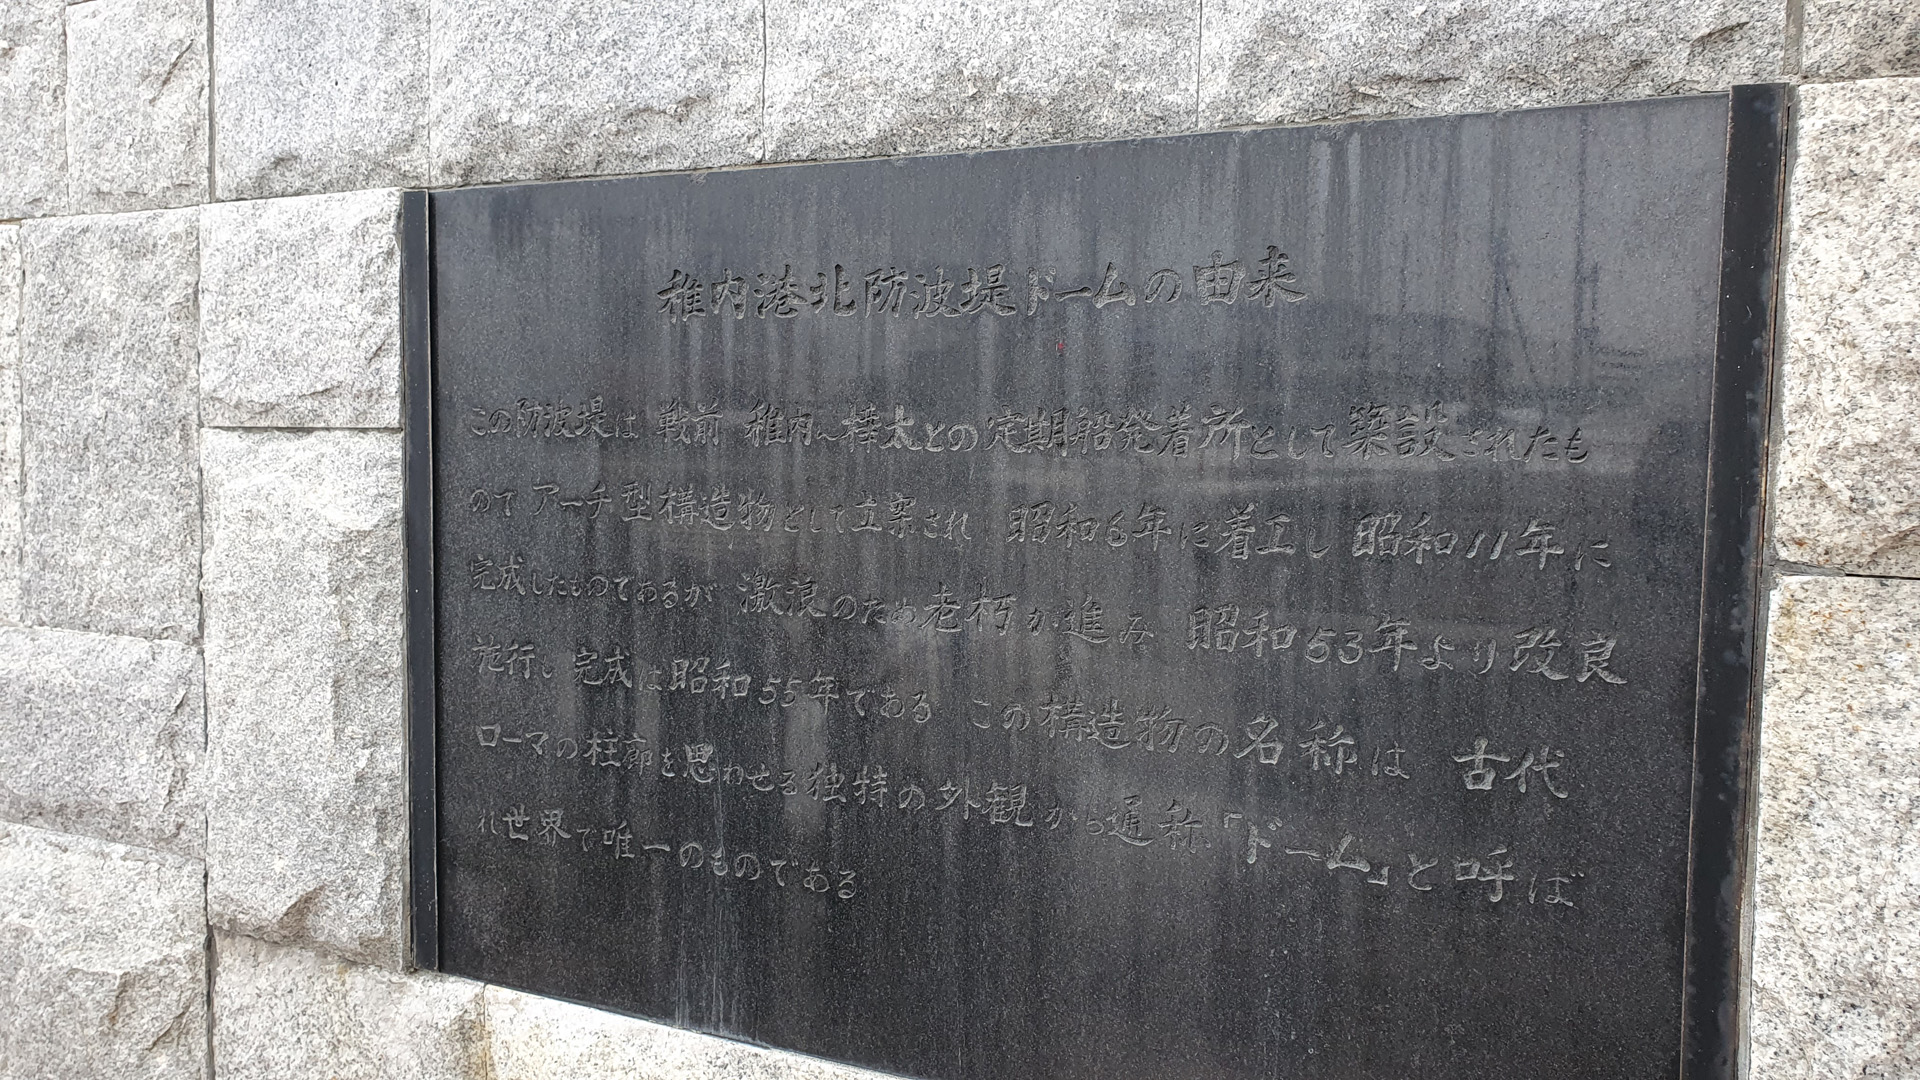 稚内港北防波堤ドームの由来
この防波堤は 戦前 稚内〜樺太との定期船発着所として築設されたも
のて アーチ型構造物として立案され 昭和6年に着工し 昭和11年に
完成したものであるが 激浪のため老朽が進み 昭和53年より改良
施行し 完成は昭和55年である この構造物の名称は 古代
ローマの柱廊を思わせる独特の外観から通称「ドーム」と呼ば
れ世界で唯一のものである